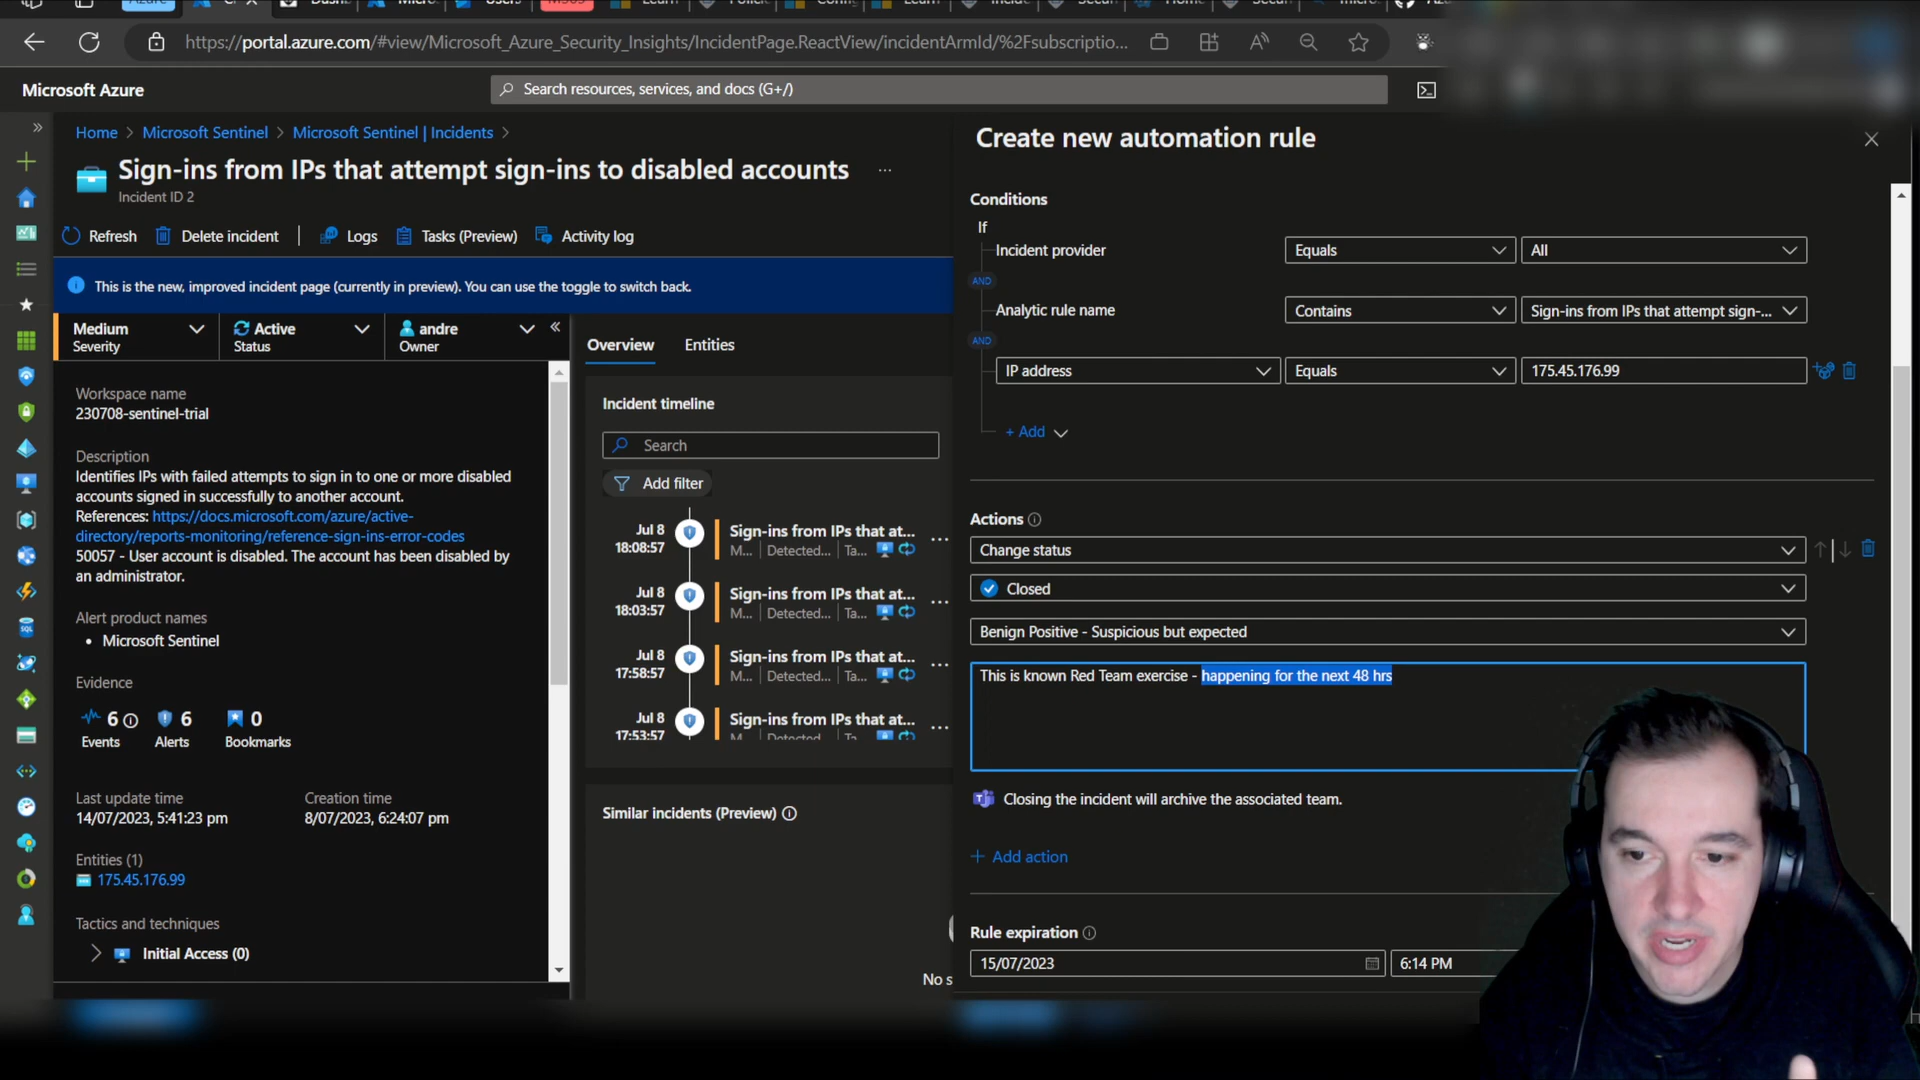 https://portal.azure.com/#view/Microsoft_Azure_Security_Insights/IncidentPage.ReactView/incidentArmId/%2Fsubscriptio...
Microsoft Azure
Search resources, services, and docs (G+/)
Home > Microsoft Sentinel > Microsoft Sentinel | Incidents >
Sign-ins from IPs that attempt sign-ins to disabled accounts ...
Incident ID 2
Refresh Delete incident | Logs Tasks (Preview) Activity log
This is the new, improved incident page (currently in preview). You can use the toggle to switch back.
Medium
Severity
Active
Status
andre
Owner
Workspace name
230708-sentinel-trial
Description
Identifies IPs with failed attempts to sign in to one or more disabled
accounts signed in successfully to another account.
References: https://docs.microsoft.com/azure/active-
directory/reports-monitoring/reference-sign-ins-error-codes
50057 - User account is disabled. The account has been disabled by
an administrator.
Alert product names
• Microsoft Sentinel
Evidence
6 6 0
Events Alerts Bookmarks
Last update time Creation time
14/07/2023, 5:41:23 pm 8/07/2023, 6:24:07 pm
Entities (1)
175.45.176.99
Tactics and techniques
Initial Access (0)
Overview Entities
Incident timeline
Search
Add filter
Jul 8 Sign-ins from IPs that at...
18:08:57 M... | Detected... | Ta...
Jul 8 Sign-ins from IPs that at...
18:03:57 M... | Detected... | Ta...
Jul 8 Sign-ins from IPs that at...
17:58:57 M... | Detected... | Ta...
Jul 8 Sign-ins from IPs that at...
17:53:57 M Detected Ta
Similar incidents (Preview)
No s
Create new automation rule
Conditions
If
Incident provider Equals All
AND
Analytic rule name Contains Sign-ins from IPs that attempt sign-...
AND
IP address Equals 175.45.176.99
+ Add
Actions
Change status
Closed
Benign Positive - Suspicious but expected
This is known Red Team exercise - happening for the next 48 hrs
Closing the incident will archive the associated team.
+ Add action
Rule expiration
15/07/2023 6:14 PM